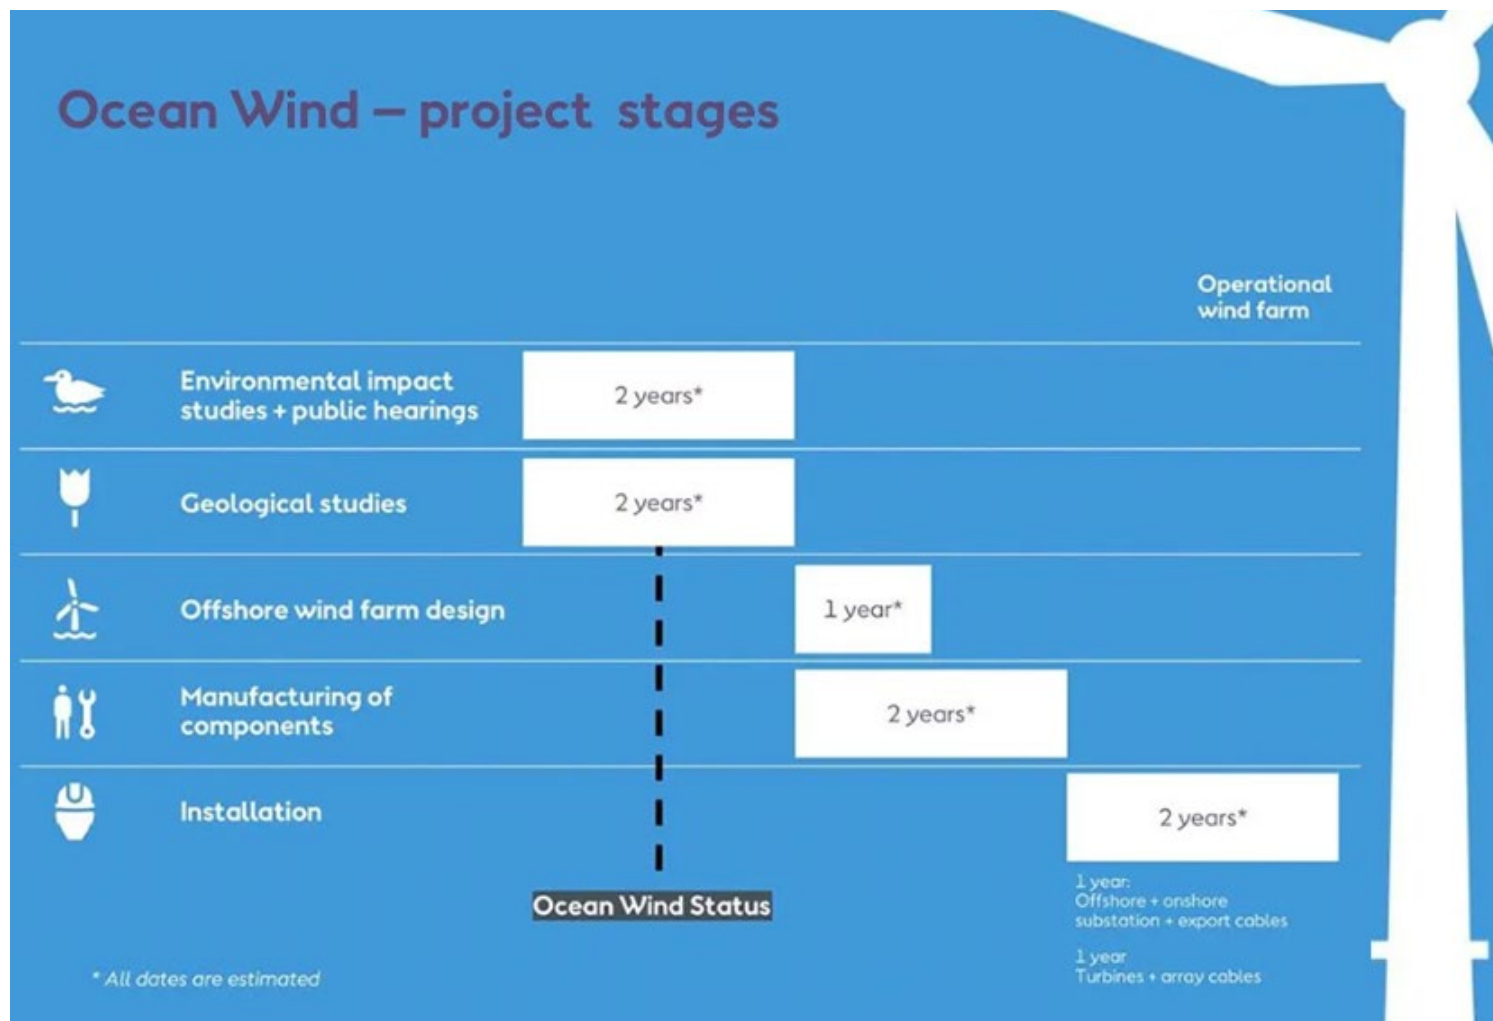 Ocean Wind – project stages
Operational
wind farm
Environmental impact
studies + public hearings
2 years*
Geological studies
2 years*
Offshore wind farm design
1 year*
Manufacturing of
components
2 years*
Installation
2 years*
1 year:
Offshore + onshore
substation + export cables
1 year
Turbines + array cables
Ocean Wind Status
* All dates are estimated